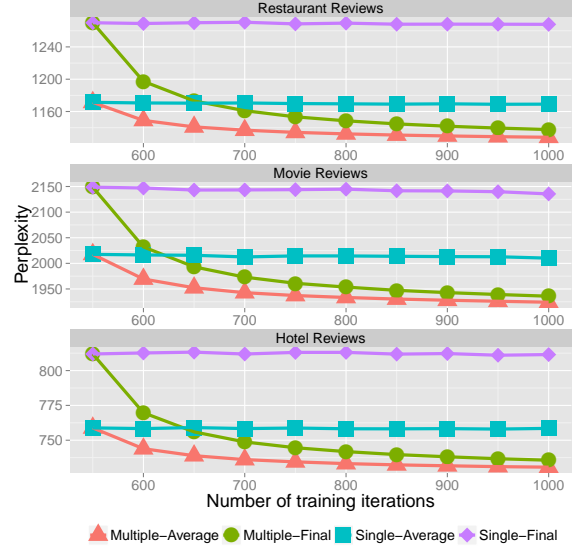 Restaurant Reviews
1240
1200
1160
600 700 800 900 1000
Movie Reviews
2150
2100
2050
2000
1950
600 700 800 900 1000
Hotel Reviews
800
775
750
600 700 800 900 1000
Perplexity
Number of training iterations
Multiple−Average Multiple−Final Single−Average Single−Final